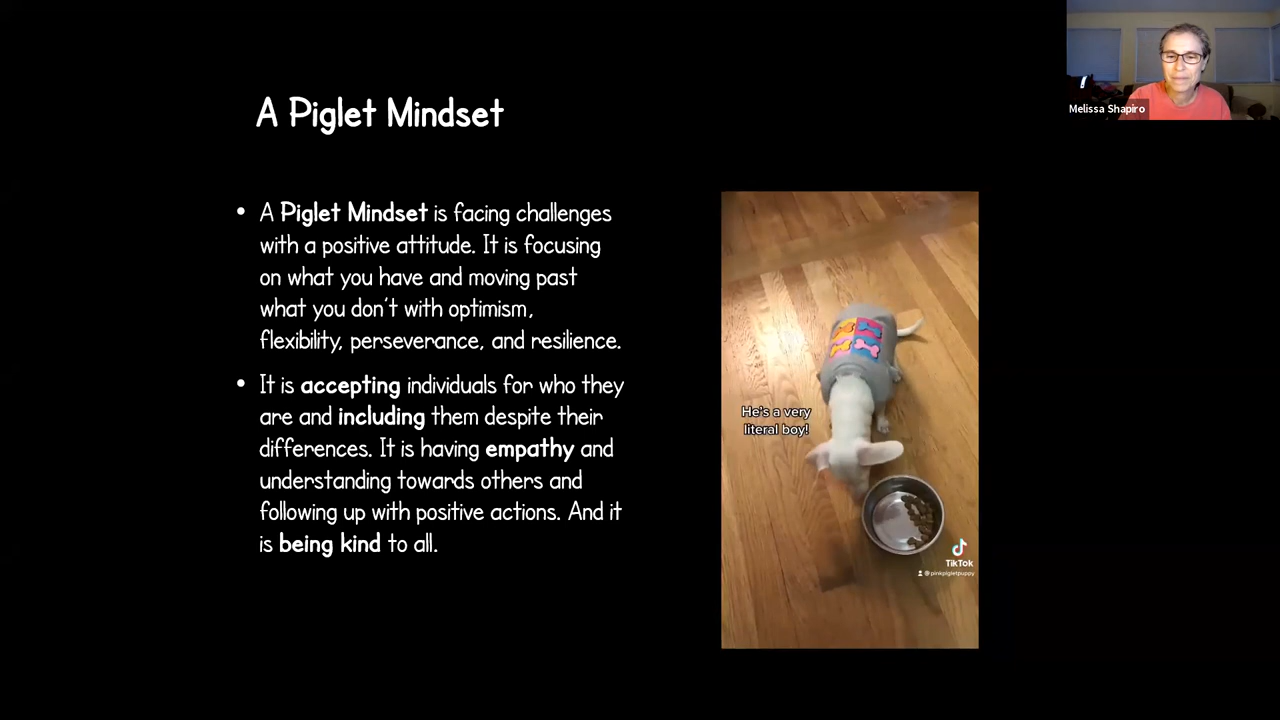 A Piglet Mindset
• A Piglet Mindset is facing challenges
with a positive attitude. It is focusing
on what you have and moving past
what you don't with optimism,
flexibility, perseverance, and resilience.
• It is accepting individuals for who they
are and including them despite their
differences. It is having empathy and
understanding towards others and
following up with positive actions. And it
is being kind to all.
He's a very
literal boy!
TikTok
@pinkpigletpuppy
Melissa Shapiro